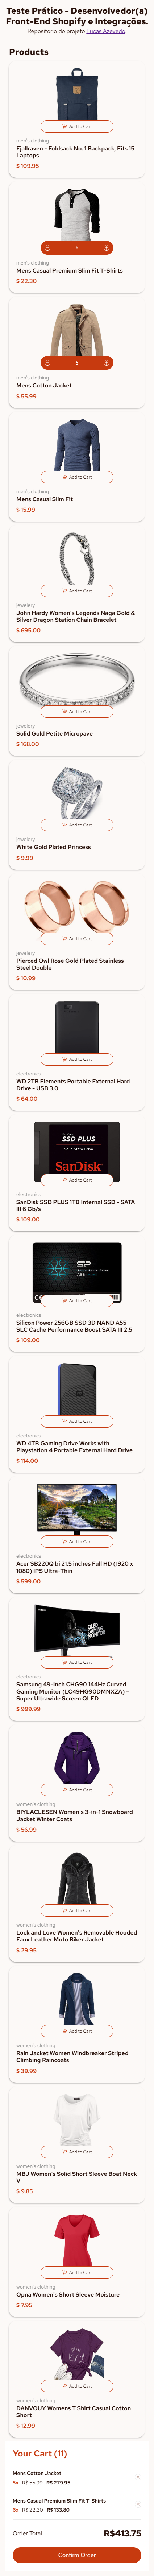 Teste Prático - Desenvolvedor(a)
Front-End Shopify e Integrações.
Repositorio do projeto Lucas Azevedo.
Products
Add to Cart
men's clothing
Fjallraven - Foldsack No. 1 Backpack, Fits 15
Laptops
$ 109.95
6
men's clothing
Mens Casual Premium Slim Fit T-Shirts
$ 22.30
5
men's clothing
Mens Cotton Jacket
$ 55.99
Add to Cart
men's clothing
Mens Casual Slim Fit
$ 15.99
Add to Cart
jewelery
John Hardy Women's Legends Naga Gold &
Silver Dragon Station Chain Bracelet
$ 695.00
Add to Cart
jewelery
Solid Gold Petite Micropave
$ 168.00
Add to Cart
jewelery
White Gold Plated Princess
$ 9.99
Add to Cart
jewelery
Pierced Owl Rose Gold Plated Stainless
Steel Double
$ 10.99
Add to Cart
electronics
WD 2TB Elements Portable External Hard
Drive - USB 3.0
$ 64.00
SanDisk
SSD PLUS
SanDisk
Add to Cart
electronics
SanDisk SSD PLUS 1TB Internal SSD - SATA
III 6 Gb/s
$ 109.00
SP
Add to Cart
electronics
Silicon Power 256GB SSD 3D NAND A55
SLC Cache Performance Boost SATA III 2.5
$ 109.00
Add to Cart
electronics
WD 4TB Gaming Drive Works with
Playstation 4 Portable External Hard Drive
$ 114.00
Add to Cart
electronics
Acer SB220Q bi 21.5 inches Full HD (1920 x
1080) IPS Ultra-Thin
$ 599.00
Add to Cart
electronics
Samsung 49-Inch CHG90 144Hz Curved
Gaming Monitor (LC49HG90DMNXZA) –
Super Ultrawide Screen QLED
$ 999.99
Add to Cart
women's clothing
BIYLACLESEN Women's 3-in-1 Snowboard
Jacket Winter Coats
$ 56.99
Add to Cart
women's clothing
Lock and Love Women's Removable Hooded
Faux Leather Moto Biker Jacket
$ 29.95
Add to Cart
women's clothing
Rain Jacket Women Windbreaker Striped
Climbing Raincoats
$ 39.99
Add to Cart
women's clothing
MBJ Women's Solid Short Sleeve Boat Neck
V
$ 9.85
Add to Cart
women's clothing
Opna Women's Short Sleeve Moisture
$ 7.95
Add to Cart
women's clothing
DANVOUY Womens T Shirt Casual Cotton
Short
$ 12.99
Your Cart (11)
Mens Cotton Jacket
5x R$ 55.99 R$ 279.95
Mens Casual Premium Slim Fit T-Shirts
6x R$ 22.30 R$ 133.80
Order Total R$413.75
Confirm Order